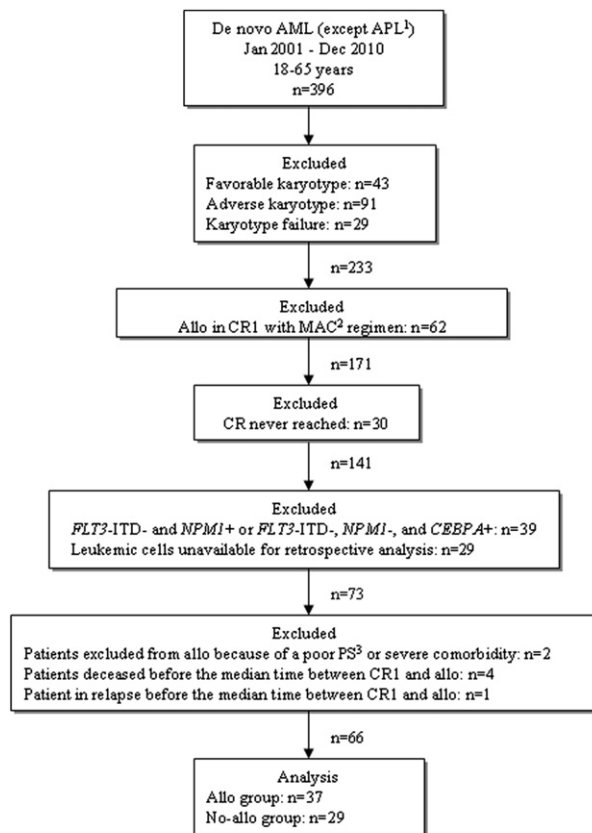 De novo AML (except APL¹)
Jan 2001 - Dec 2010
18-65 years
n=396
Excluded
Favorable karyotype: n=43
Adverse karyotype: n=91
Karyotype failure: n=29
n=233
Excluded
Allo in CR1 with MAC² regimen: n=62
n=171
Excluded
CR never reached: n=30
n=141
Excluded
FLT3-ITD- and NPM1+ or FLT3-ITD-, NPM1-, and CEBPA+: n=39
Leukemic cells unavailable for retrospective analysis: n=29
n=73
Excluded
Patients excluded from allo because of a poor PS³ or severe comorbidity: n=2
Patients deceased before the median time between CR1 and allo: n=4
Patient in relapse before the median time between CR1 and allo: n=1
n=66
Analysis
Allo group: n=37
No-allo group: n=29